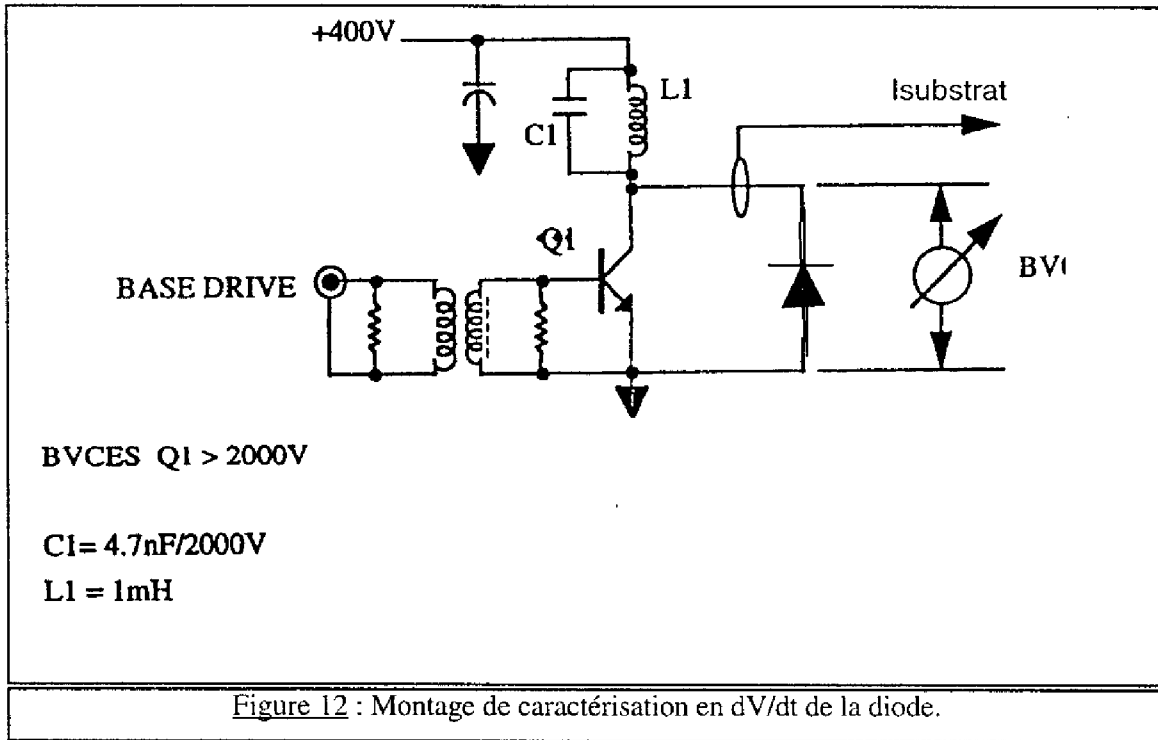 +400V
L1
C1
Isubstrat
Q1
BASE DRIVE
BVCES Q1 > 2000V
C1= 4.7nF/2000V
L1 = 1mH
Figure 12 : Montage de caractérisation en dV/dt de la diode.